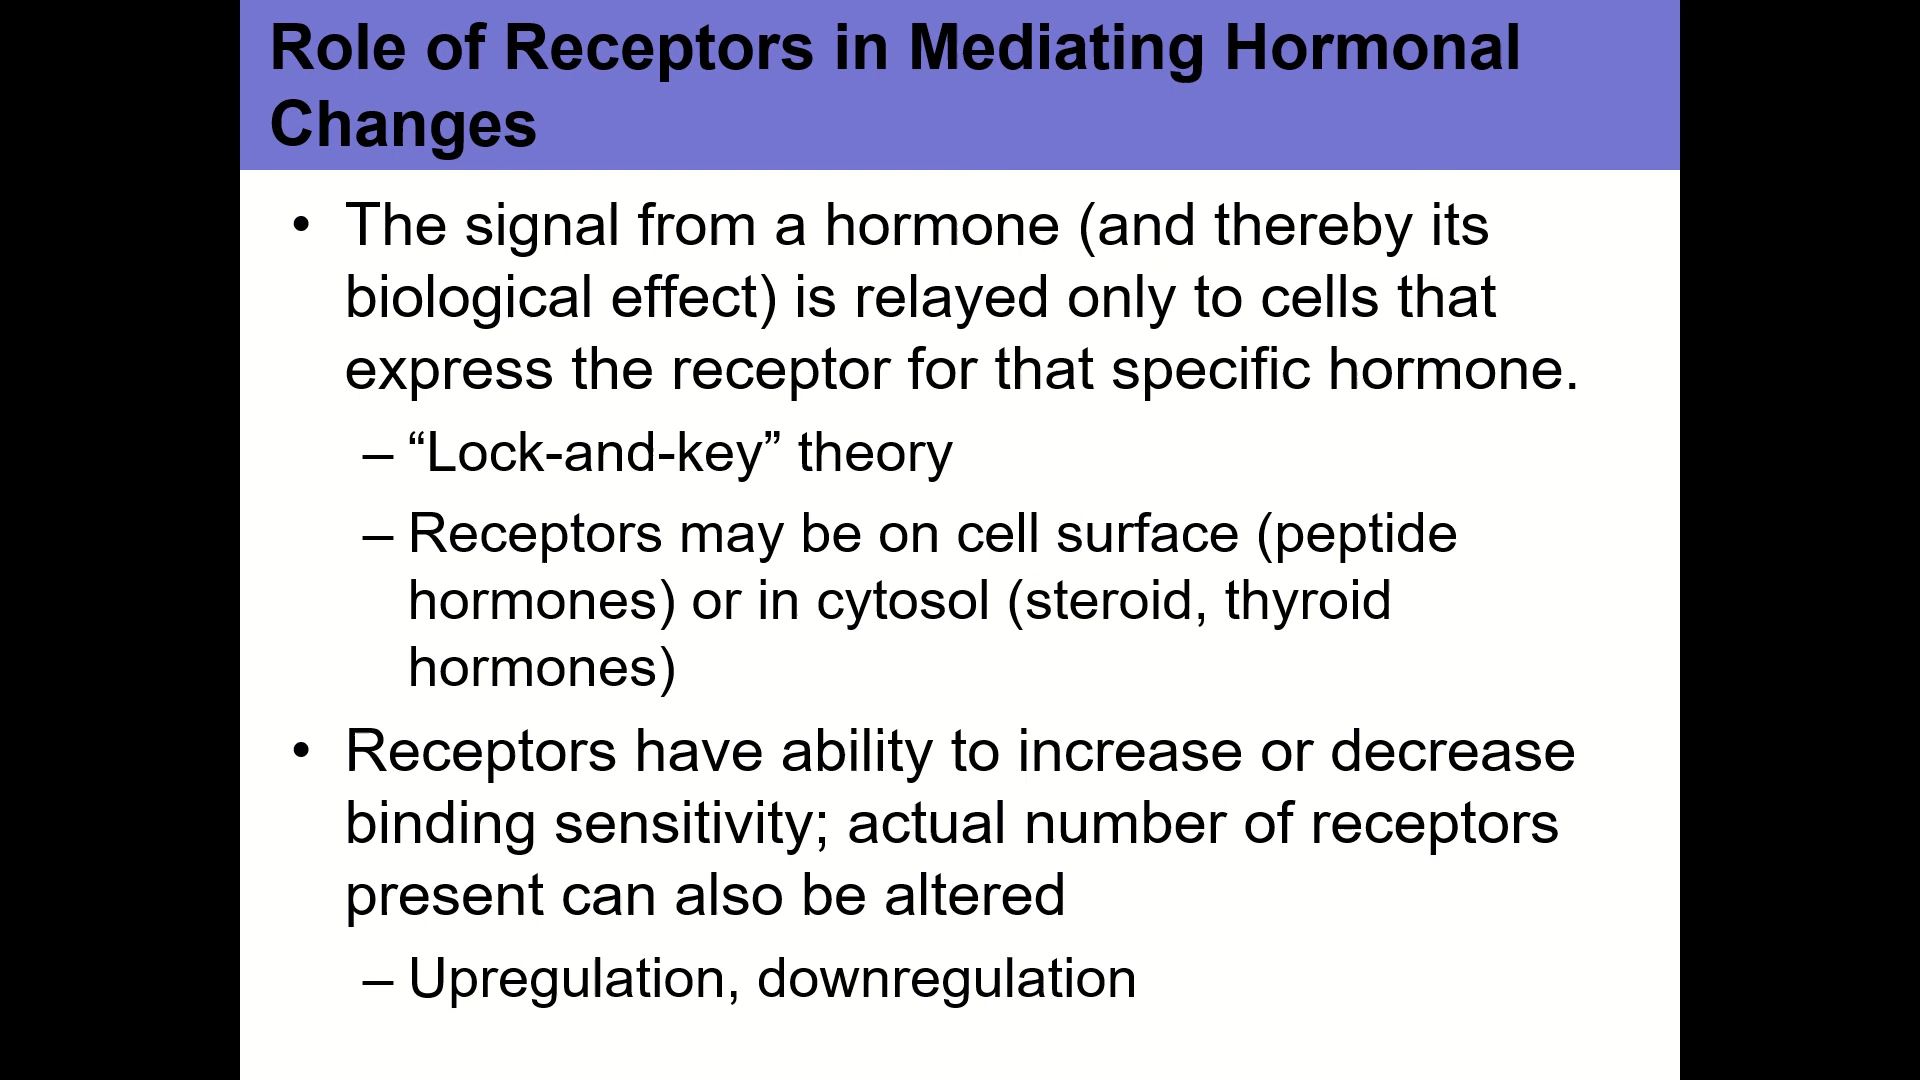 Role of Receptors in Mediating Hormonal
Changes
• The signal from a hormone (and thereby its
biological effect) is relayed only to cells that
express the receptor for that specific hormone.
– “Lock-and-key” theory
– Receptors may be on cell surface (peptide
hormones) or in cytosol (steroid, thyroid
hormones)
• Receptors have ability to increase or decrease
binding sensitivity; actual number of receptors
present can also be altered
– Upregulation, downregulation